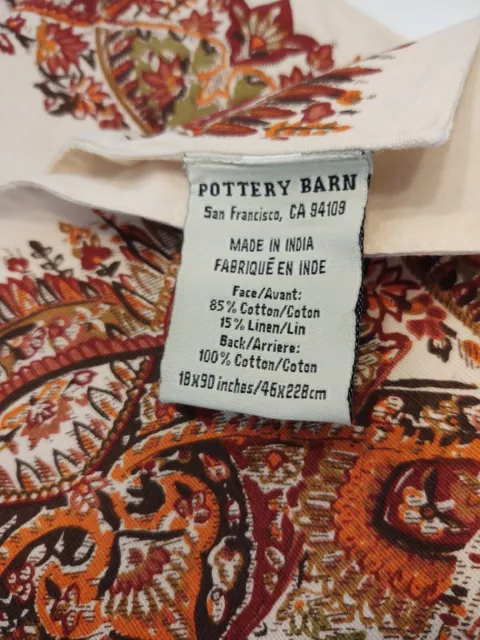 POTTERY BARN
San Francisco, CA 94109
MADE IN INDIA
FABRIQUÉ EN INDE
Face/Avant:
85% Cotton/Coton
15% Linen/Lin
Back/Arriere:
100% Cotton/Coton
18x90 inches/46x228cm